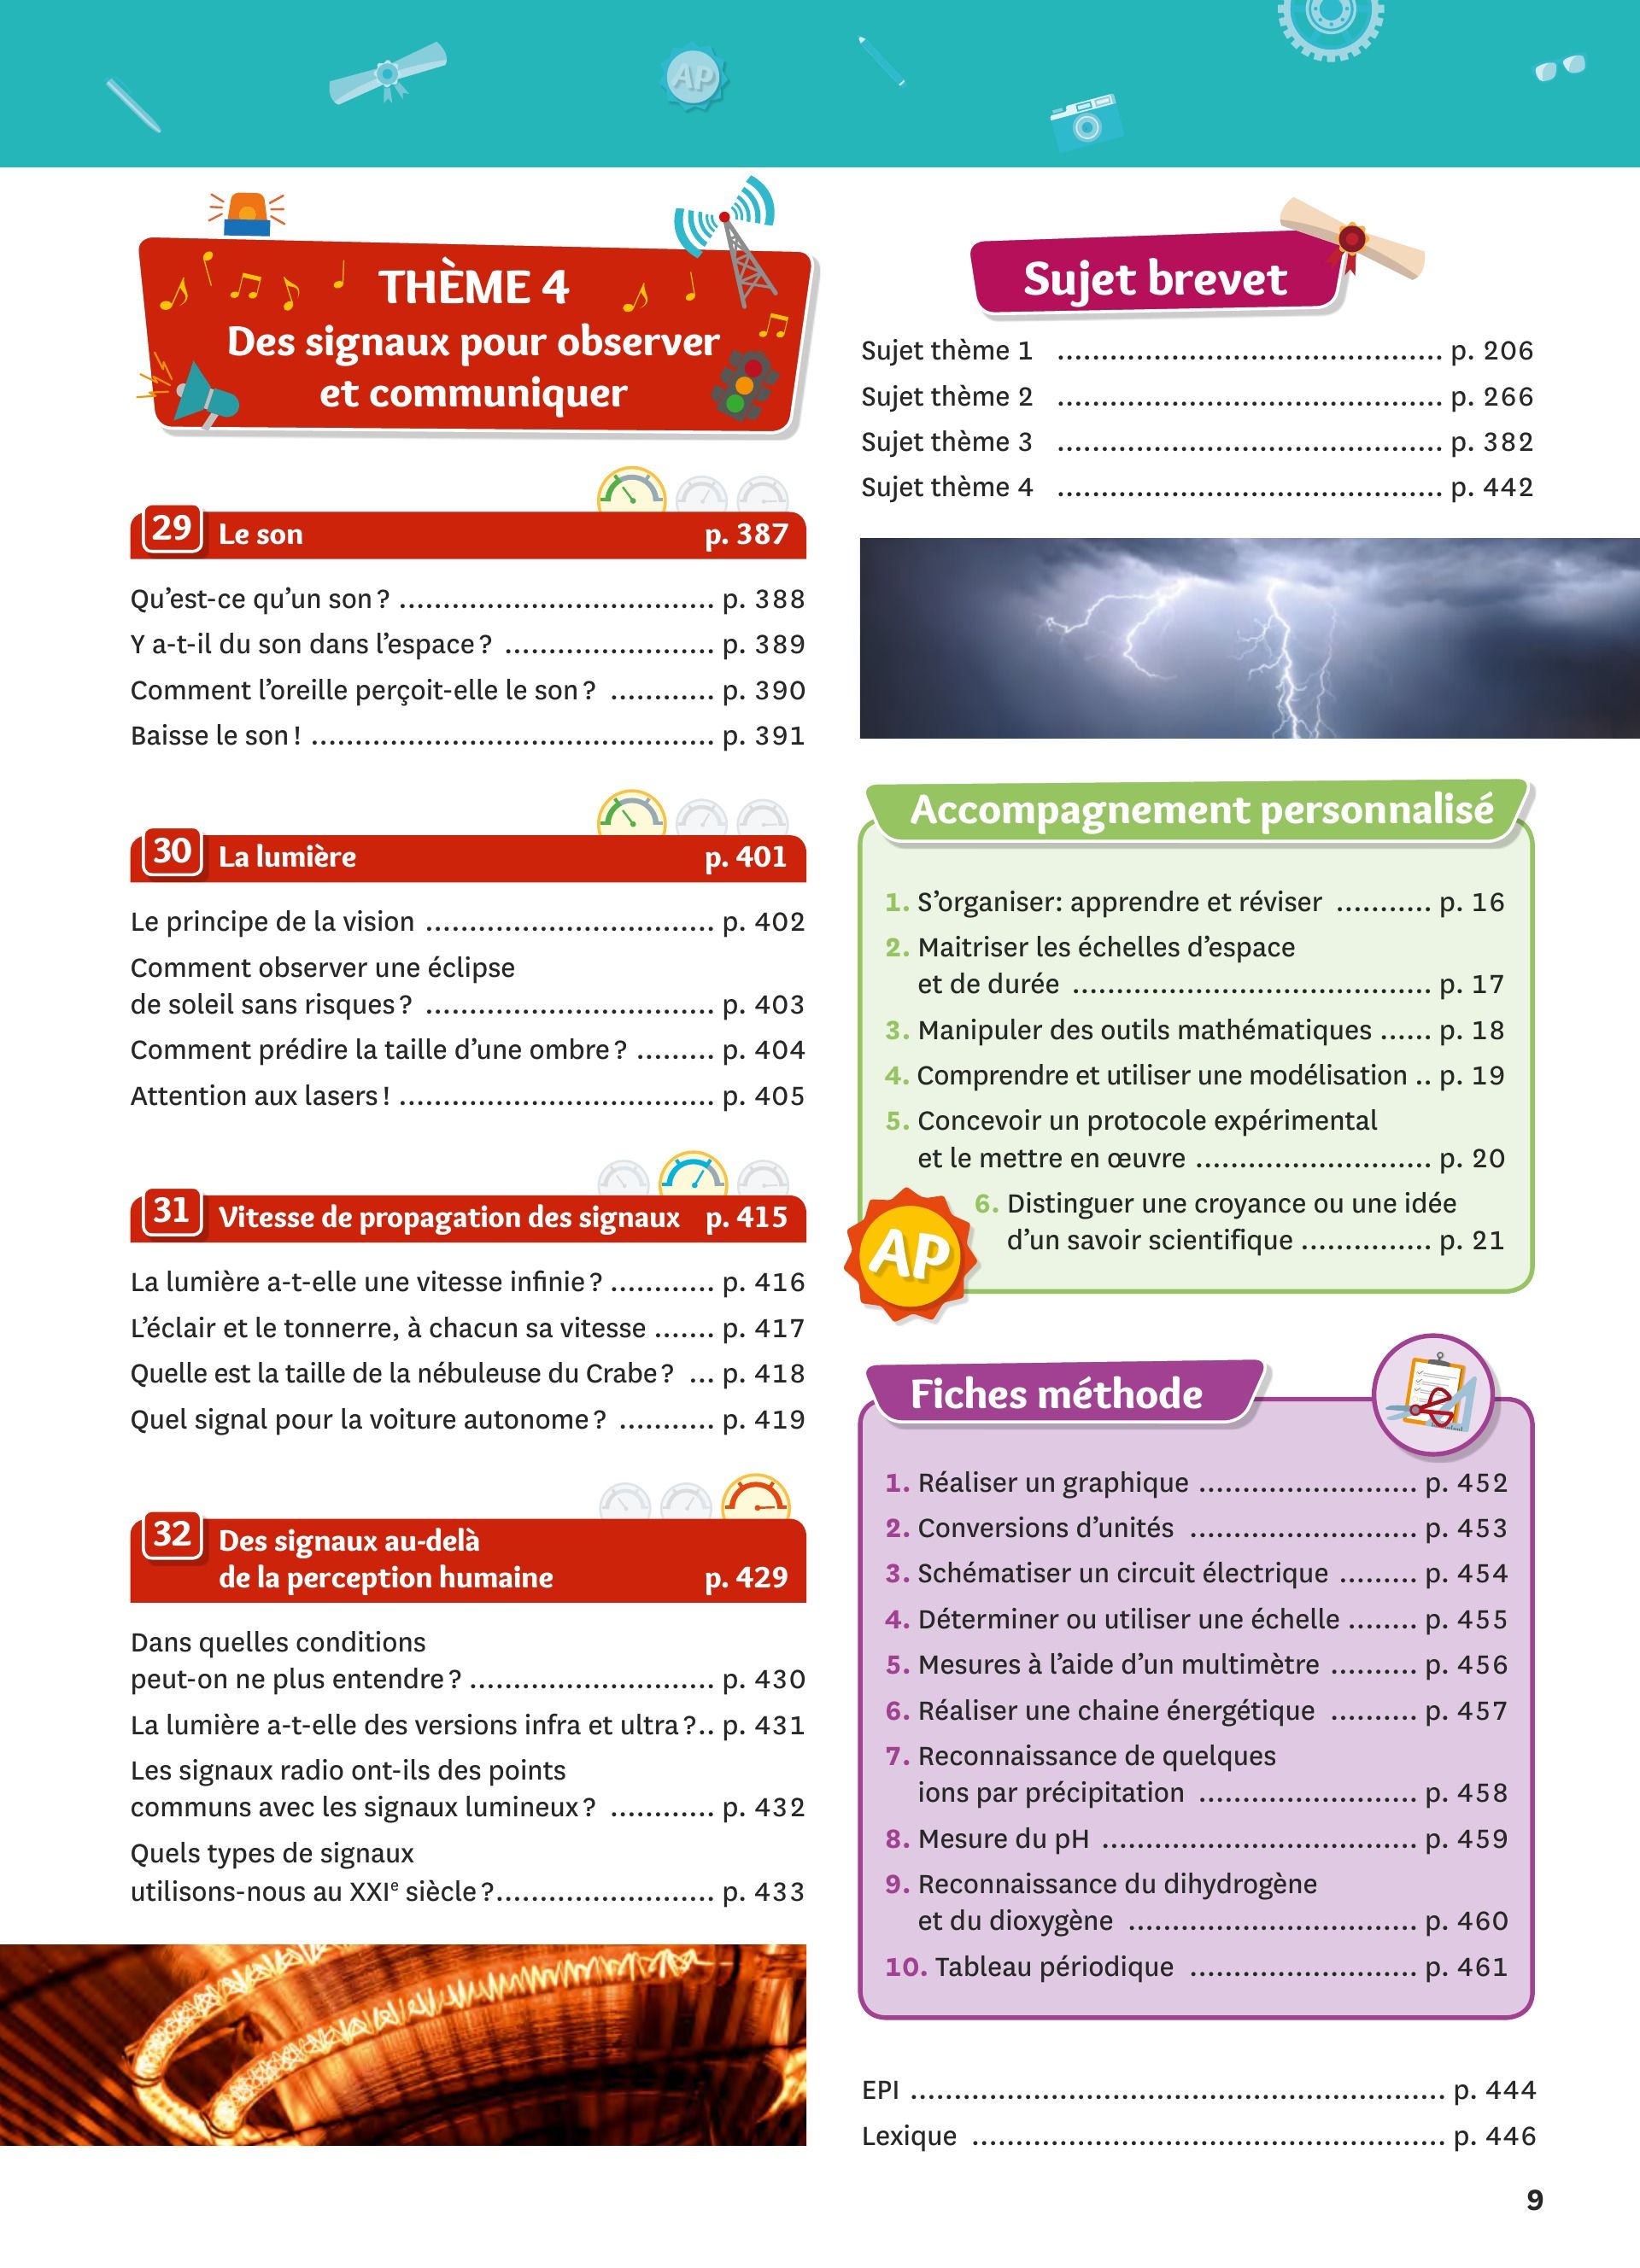 AP
THÈME 4
Des signaux pour observer
et communiquer
29 Le son p. 387
Qu’est-ce qu’un son ? .................................... p. 388
Y a-t-il du son dans l’espace ? ........................ p. 389
Comment l’oreille perçoit-elle le son ? ............ p. 390
Baisse le son ! .............................................. p. 391
30 La lumière p. 401
Le principe de la vision ................................. p. 402
Comment observer une éclipse
de soleil sans risques ? ................................. p. 403
Comment prédire la taille d’une ombre ? ......... p. 404
Attention aux lasers ! .................................... p. 405
31 Vitesse de propagation des signaux p. 415
La lumière a-t-elle une vitesse infinie ? ............ p. 416
L’éclair et le tonnerre, à chacun sa vitesse ....... p. 417
Quelle est la taille de la nébuleuse du Crabe ? ... p. 418
Quel signal pour la voiture autonome ? ........... p. 419
32 Des signaux au-delà
de la perception humaine p. 429
Dans quelles conditions
peut-on ne plus entendre ? ............................ p. 430
La lumière a-t-elle des versions infra et ultra ?.. p. 431
Les signaux radio ont-ils des points
communs avec les signaux lumineux ? ............ p. 432
Quels types de signaux
utilisons-nous au XXIe siècle ?......................... p. 433
Sujet brevet
Sujet thème 1 ............................................ p. 206
Sujet thème 2 ............................................ p. 266
Sujet thème 3 ............................................ p. 382
Sujet thème 4 ............................................ p. 442
Accompagnement personnalisé
1. S’organiser: apprendre et réviser ........... p. 16
2. Maitriser les échelles d’espace
et de durée ......................................... p. 17
3. Manipuler des outils mathématiques ...... p. 18
4. Comprendre et utiliser une modélisation .. p. 19
5. Concevoir un protocole expérimental
et le mettre en œuvre ........................... p. 20
6. Distinguer une croyance ou une idée
d’un savoir scientifique ............... p. 21
AP
Fiches méthode
1. Réaliser un graphique ......................... p. 452
2. Conversions d’unités .......................... p. 453
3. Schématiser un circuit électrique ......... p. 454
4. Déterminer ou utiliser une échelle ........ p. 455
5. Mesures à l’aide d’un multimètre .......... p. 456
6. Réaliser une chaine énergétique .......... p. 457
7. Reconnaissance de quelques
ions par précipitation ......................... p. 458
8. Mesure du pH .................................... p. 459
9. Reconnaissance du dihydrogène
et du dioxygène ................................. p. 460
10. Tableau périodique .......................... p. 461
EPI ............................................................. p. 444
Lexique ...................................................... p. 446
9